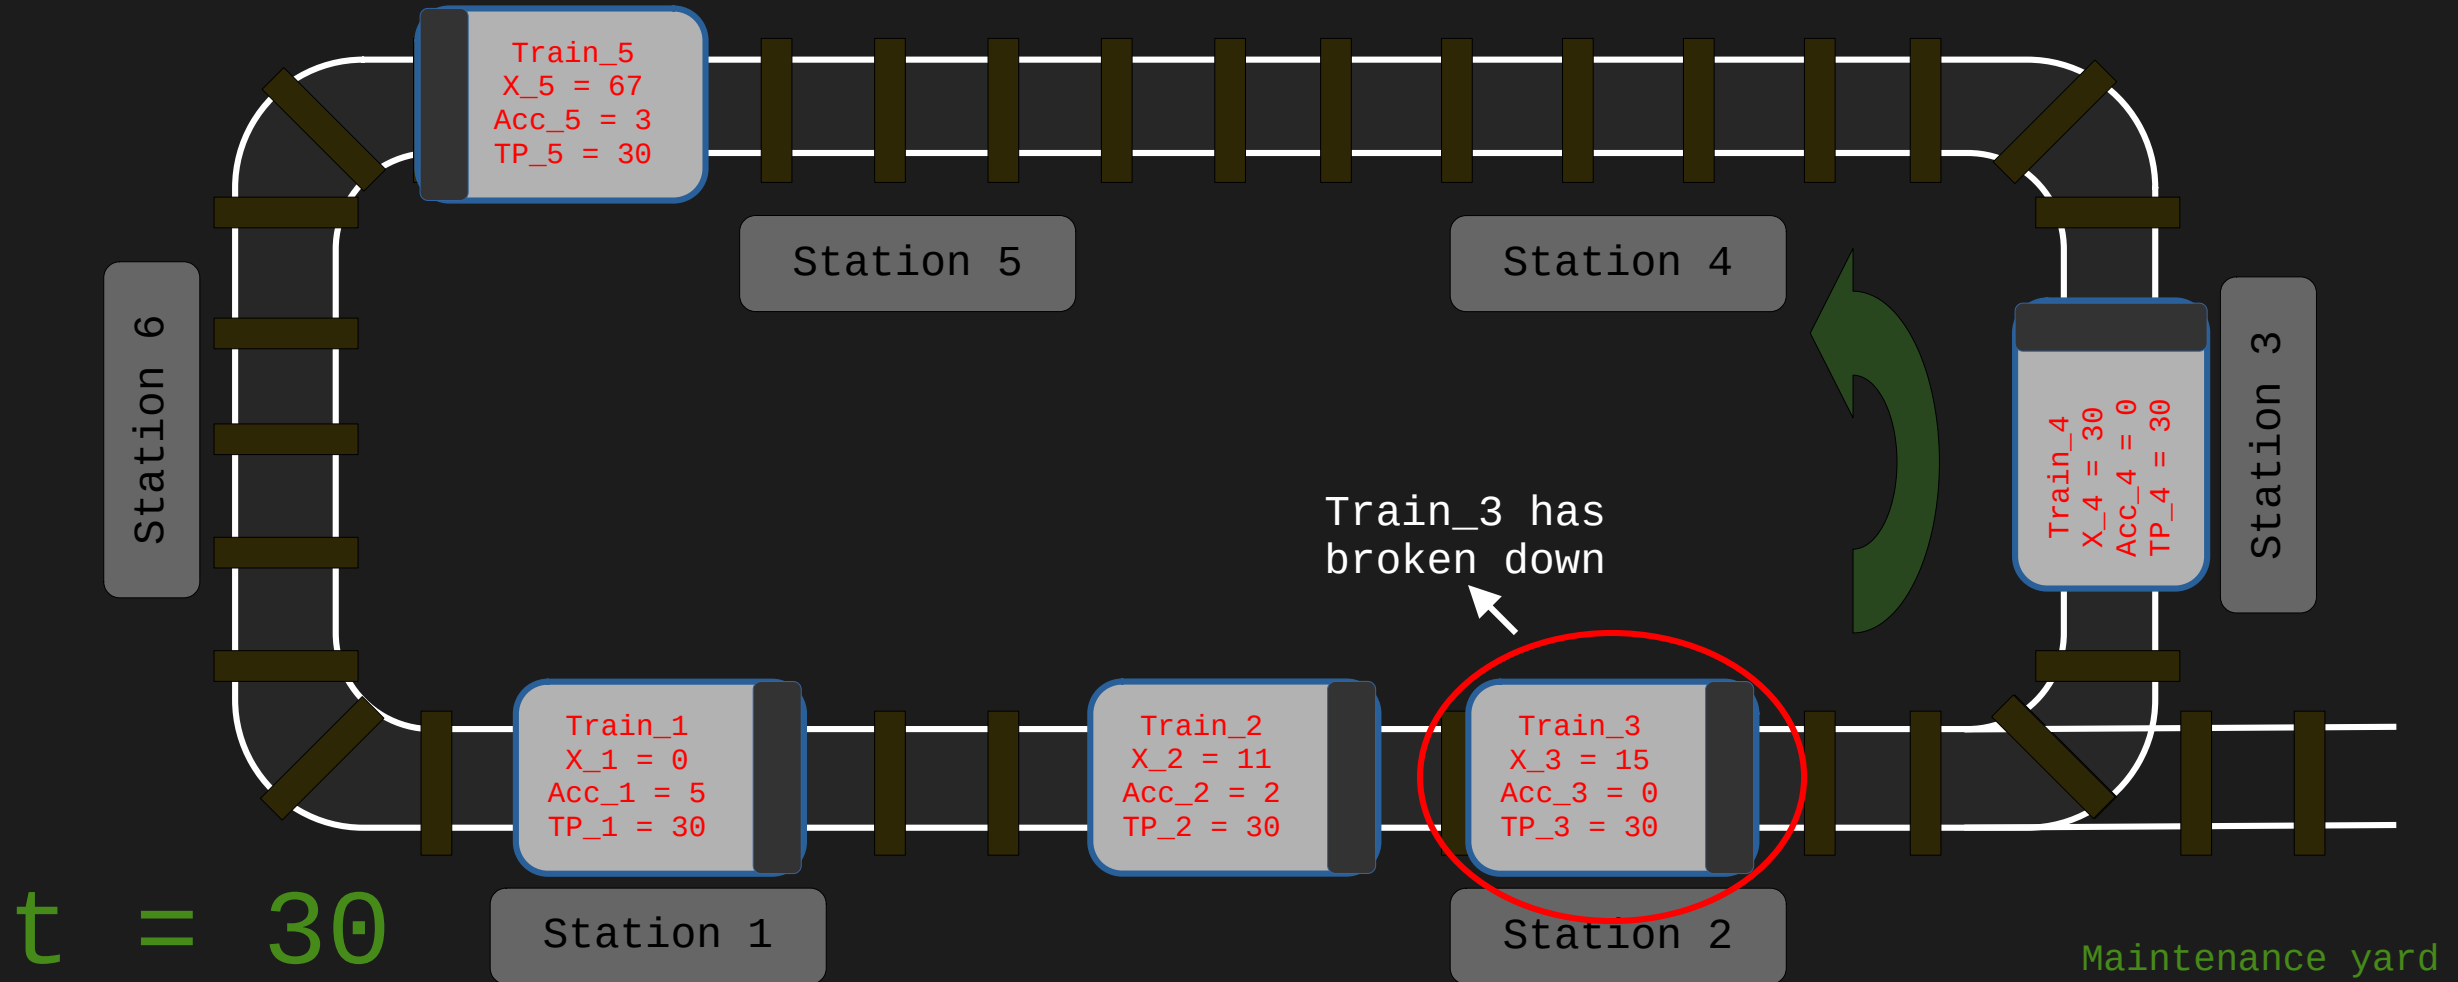 Train_5
X_5 = 67
Acc_5 = 3
TP_5 = 30
Station 5
Station 4
Station 6
Station 3
Train_4
X_4 = 30
Acc_4 = 0
TP_4 = 30
Train_3 has
broken down
Train_1
X_1 = 0
Acc_1 = 5
TP_1 = 30
Train_2
X_2 = 11
Acc_2 = 2
TP_2 = 30
Train_3
X_3 = 15
Acc_3 = 0
TP_3 = 30
t = 30
Station 1
Station 2
Maintenance yard